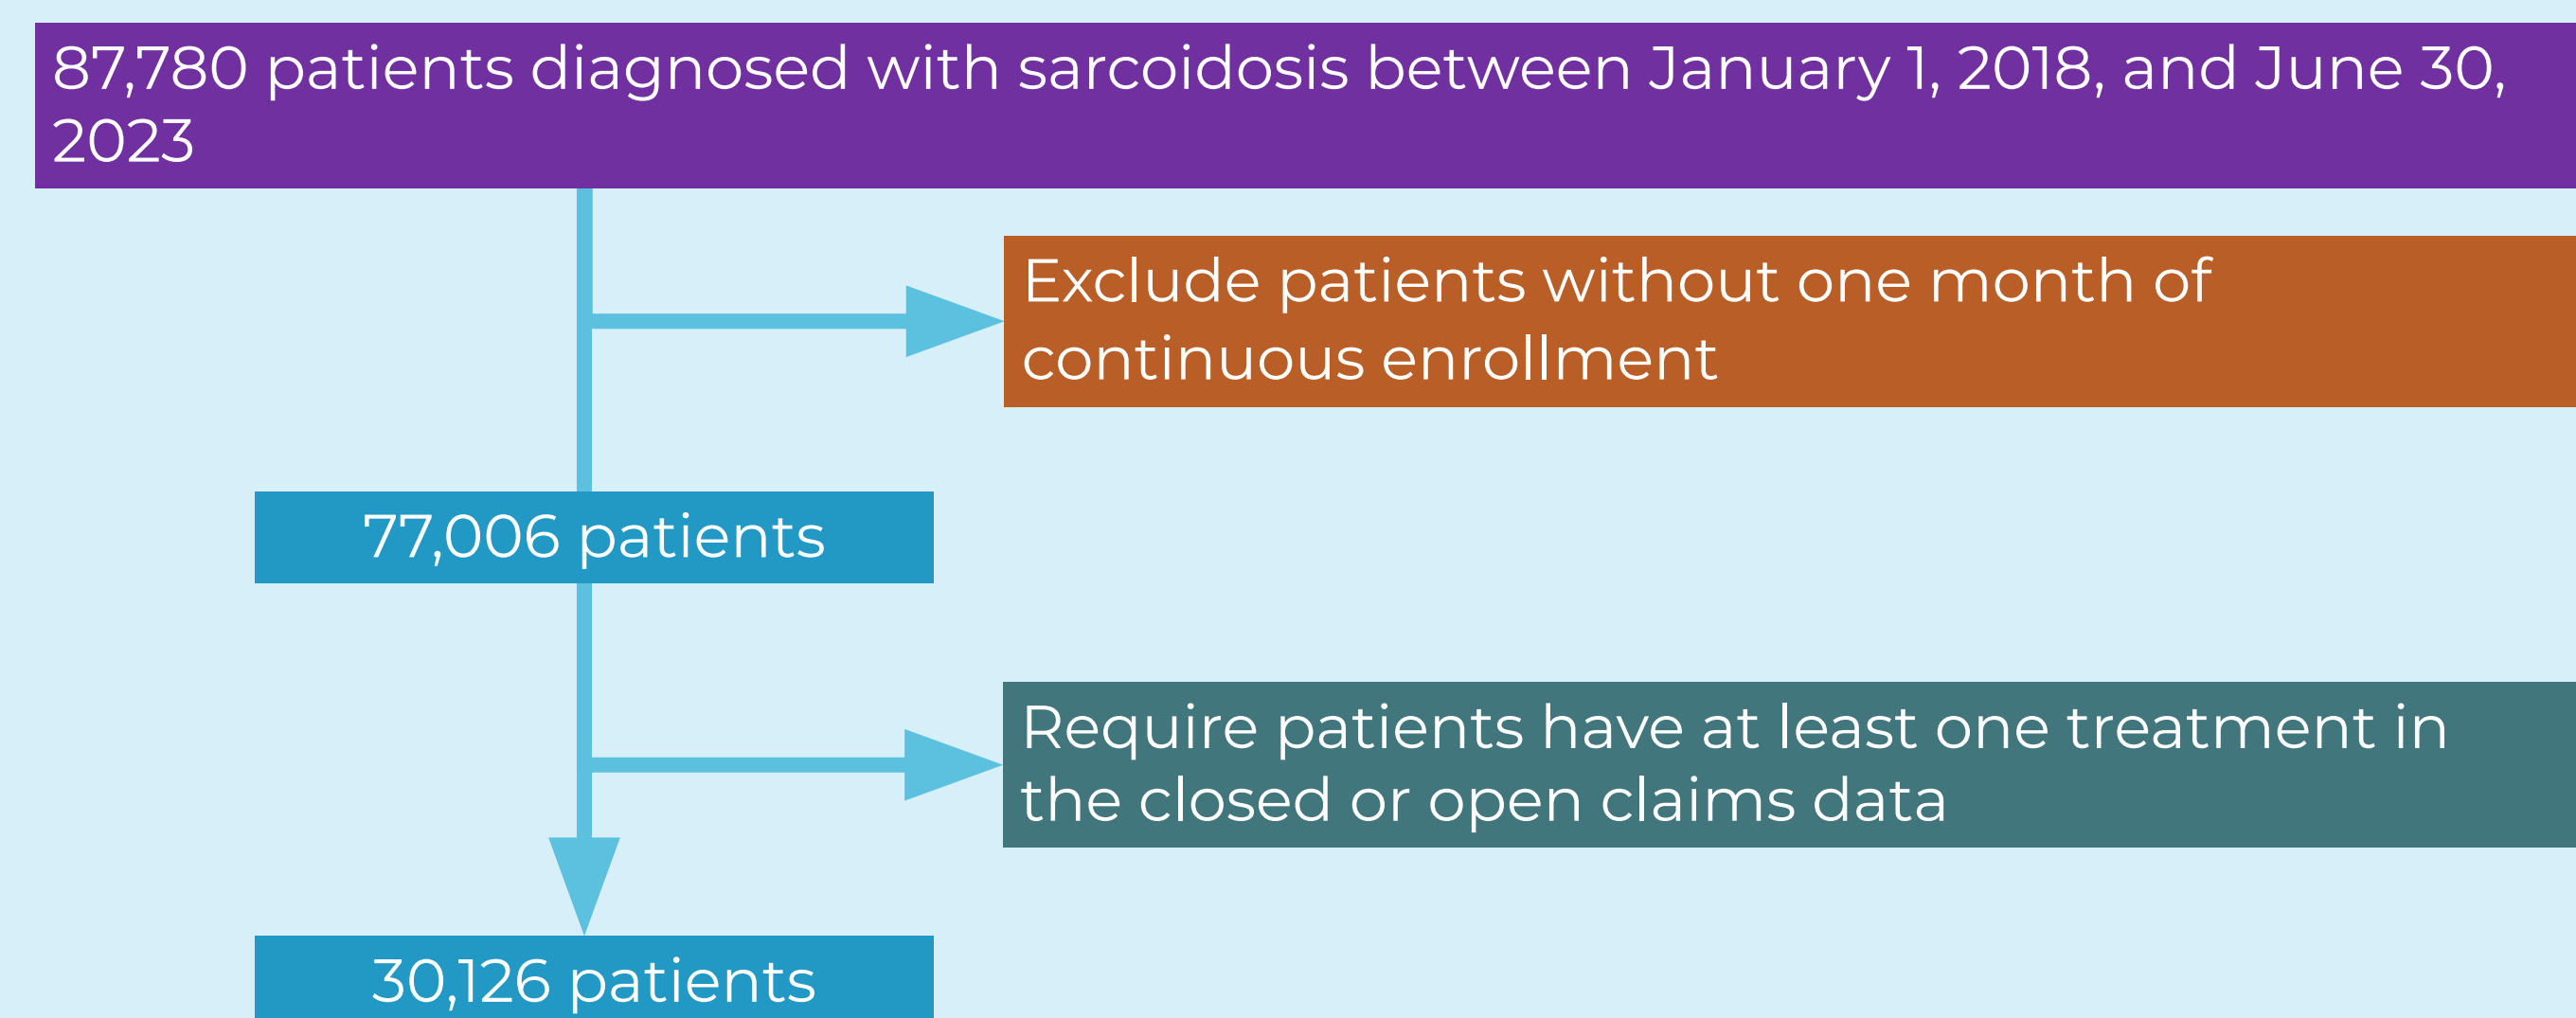 87,780 patients diagnosed with sarcoidosis between January 1, 2018, and June 30,
2023
Exclude patients without one month of
continuous enrollment
77,006 patients
Require patients have at least one treatment in
the closed or open claims data
30,126 patients